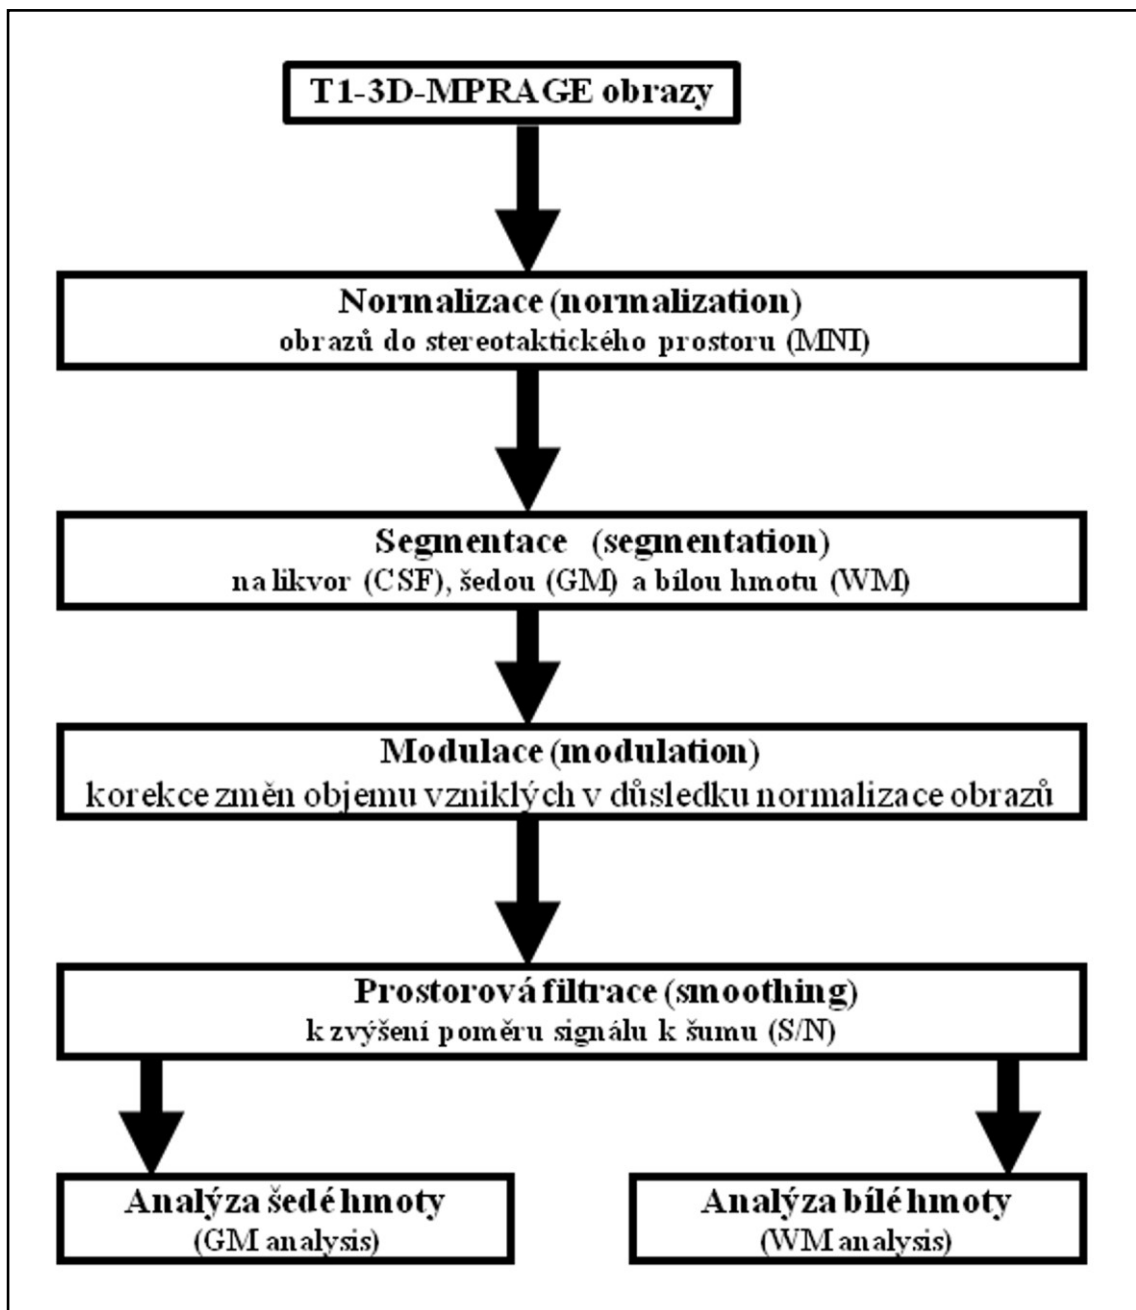 T1-3D-MPRAGE obrazy
Normalizace (normalization)
obrazů do stereotaktického prostoru (MNI)
Segmentace (segmentation)
na likvor (CSF), šedou (GM) a bílou hmotu (WM)
Modulace (modulation)
korekce změn objemu vzniklých v důsledku normalizace obrazů
Prostorová filtrace (smoothing)
k zvýšení poměru signálu k šumu (S/N)
Analýza šedé hmoty
(GM analysis)
Analýza bílé hmoty
(WM analysis)